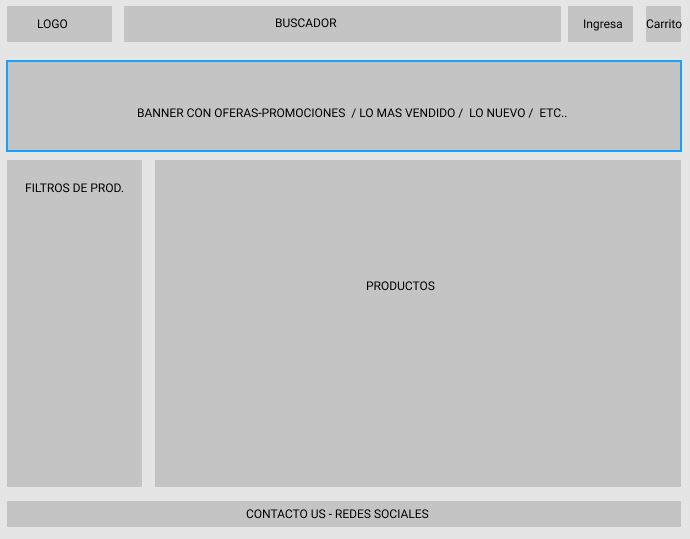 LOGO
BUSCADOR
Ingresa
Carrito
BANNER CON OFERAS-PROMOCIONES / LO MAS VENDIDO / LO NUEVO / ETC..
FILTROS DE PROD.
PRODUCTOS
CONTACTO US - REDES SOCIALES